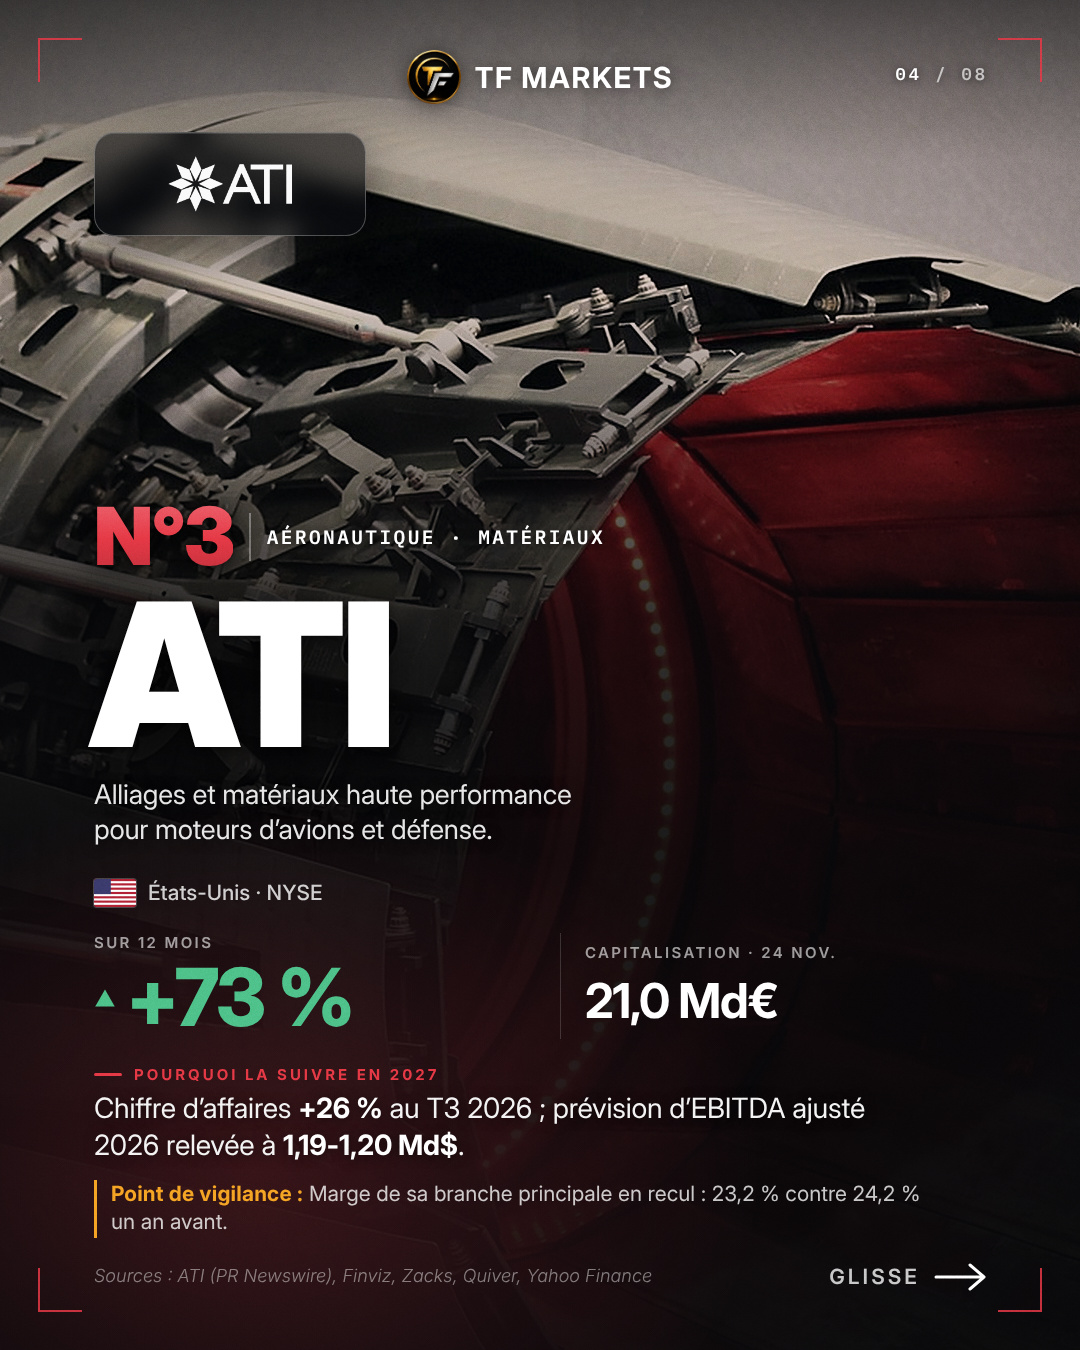 TF MARKETS
04 / 08
ATI
N°3
AÉRONAUTIQUE · MATÉRIAUX
ATI
Alliages et matériaux haute performance
pour moteurs d’avions et défense.
États-Unis · NYSE
SUR 12 MOIS
+73 %
CAPITALISATION · 24 NOV.
21,0 Md€
POURQUOI LA SUIVRE EN 2027
Chiffre d’affaires +26 % au T3 2026 ; prévision d’EBITDA ajusté
2026 relevée à 1,19-1,20 Md$.
Point de vigilance : Marge de sa branche principale en recul : 23,2 % contre 24,2 %
un an avant.
Sources : ATI (PR Newswire), Finviz, Zacks, Quiver, Yahoo Finance
GLISSE